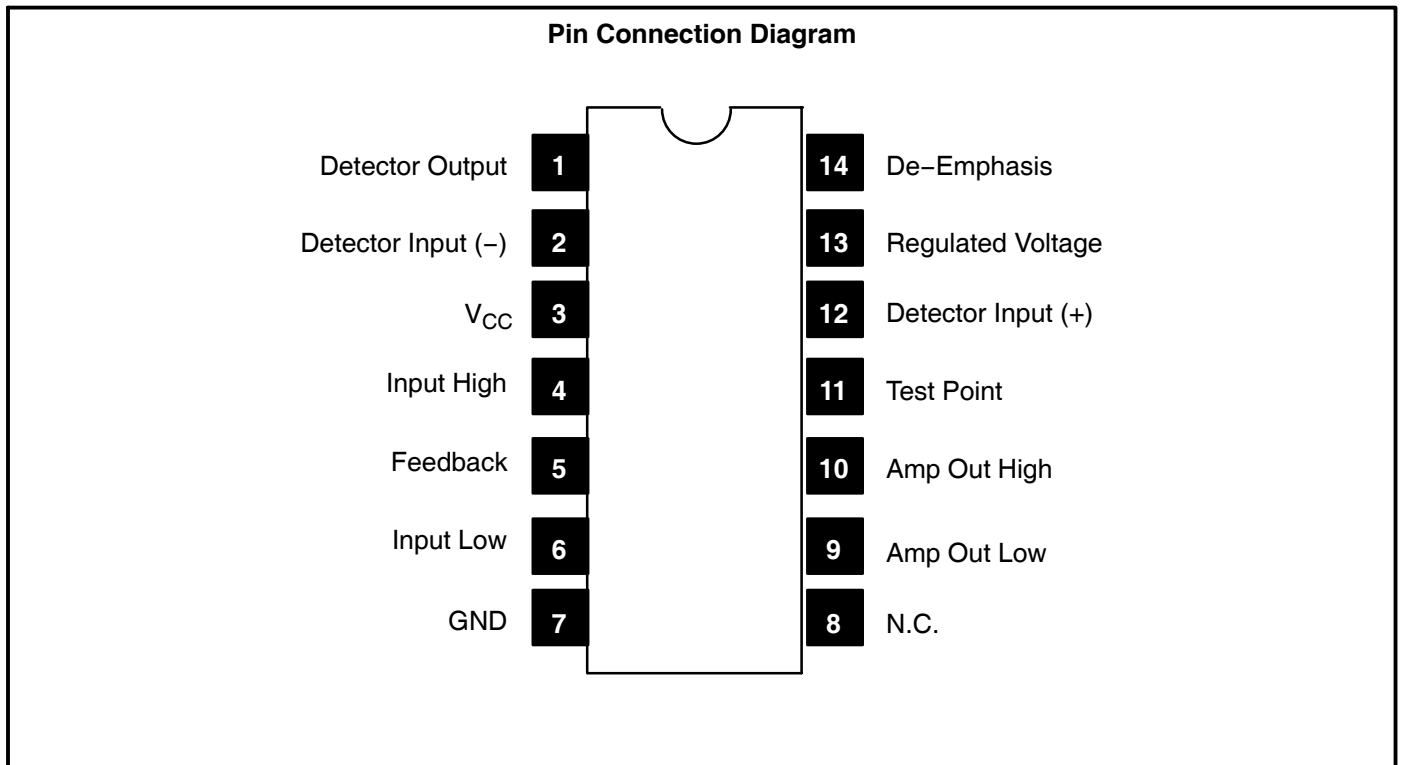 Pin Connection Diagram
Detector Output 1 14 De−Emphasis
Detector Input (−) 2 13 Regulated Voltage
VCC 3 12 Detector Input (+)
Input High 4 11 Test Point
Feedback 5 10 Amp Out High
Input Low 6 9 Amp Out Low
GND 7 8 N.C.